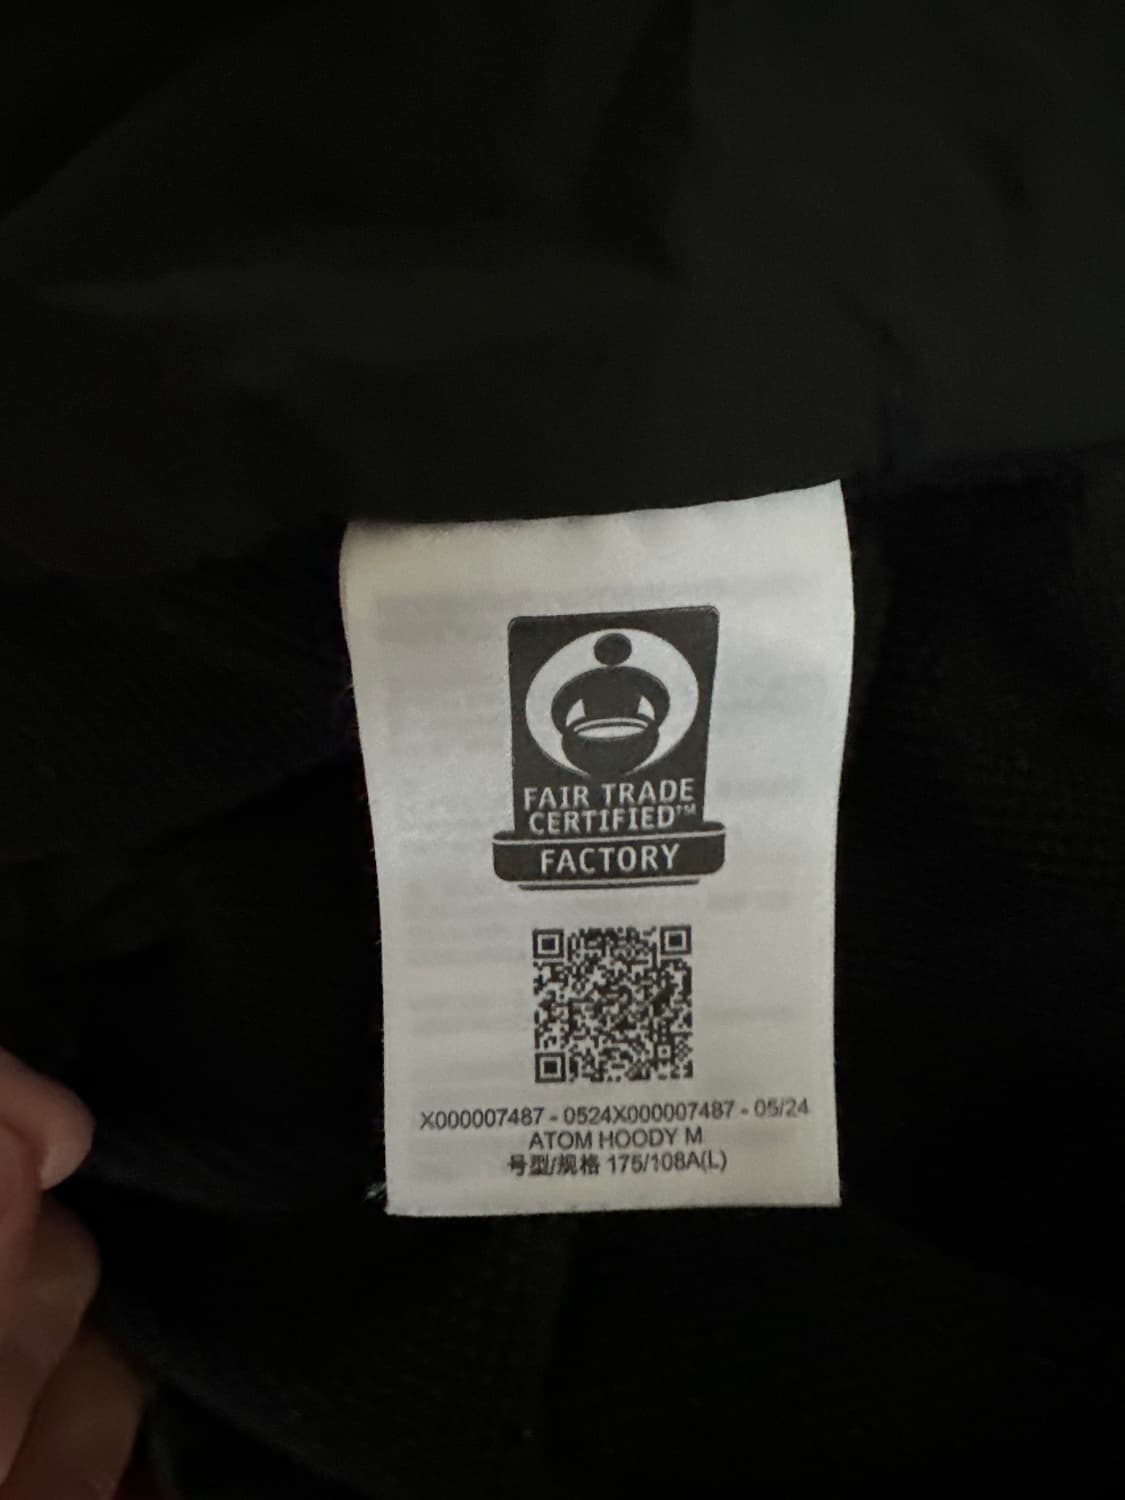 FAIR TRADE
CERTIFIED™
FACTORY
X000007487 - 0524X000007487 - 05/24
ATOM HOODY M
号型/规格 175/108A(L)